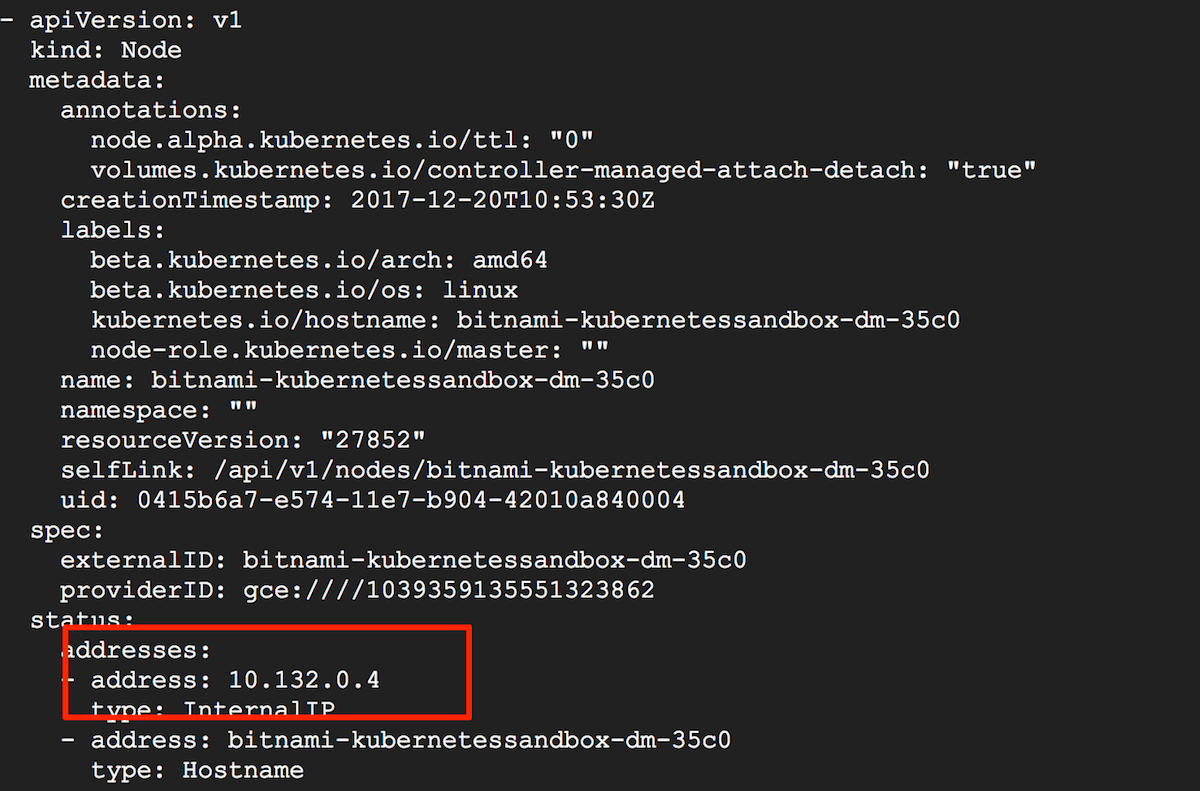 - apiVersion: v1
  kind: Node
  metadata:
    annotations:
      node.alpha.kubernetes.io/ttl: "0"
      volumes.kubernetes.io/controller-managed-attach-detach: "true"
    creationTimestamp: 2017-12-20T10:53:30Z
    labels:
      beta.kubernetes.io/arch: amd64
      beta.kubernetes.io/os: linux
      kubernetes.io/hostname: bitnami-kubernetessandbox-dm-35c0
      node-role.kubernetes.io/master: ""
    name: bitnami-kubernetessandbox-dm-35c0
    namespace: ""
    resourceVersion: "27852"
    selfLink: /api/v1/nodes/bitnami-kubernetessandbox-dm-35c0
    uid: 0415b6a7-e574-11e7-b904-42010a840004
  spec:
    externalID: bitnami-kubernetessandbox-dm-35c0
    providerID: gce:////1039359135551323862
  status:
    addresses:
    - address: 10.132.0.4
      type: InternalIP
    - address: bitnami-kubernetessandbox-dm-35c0
      type: Hostname